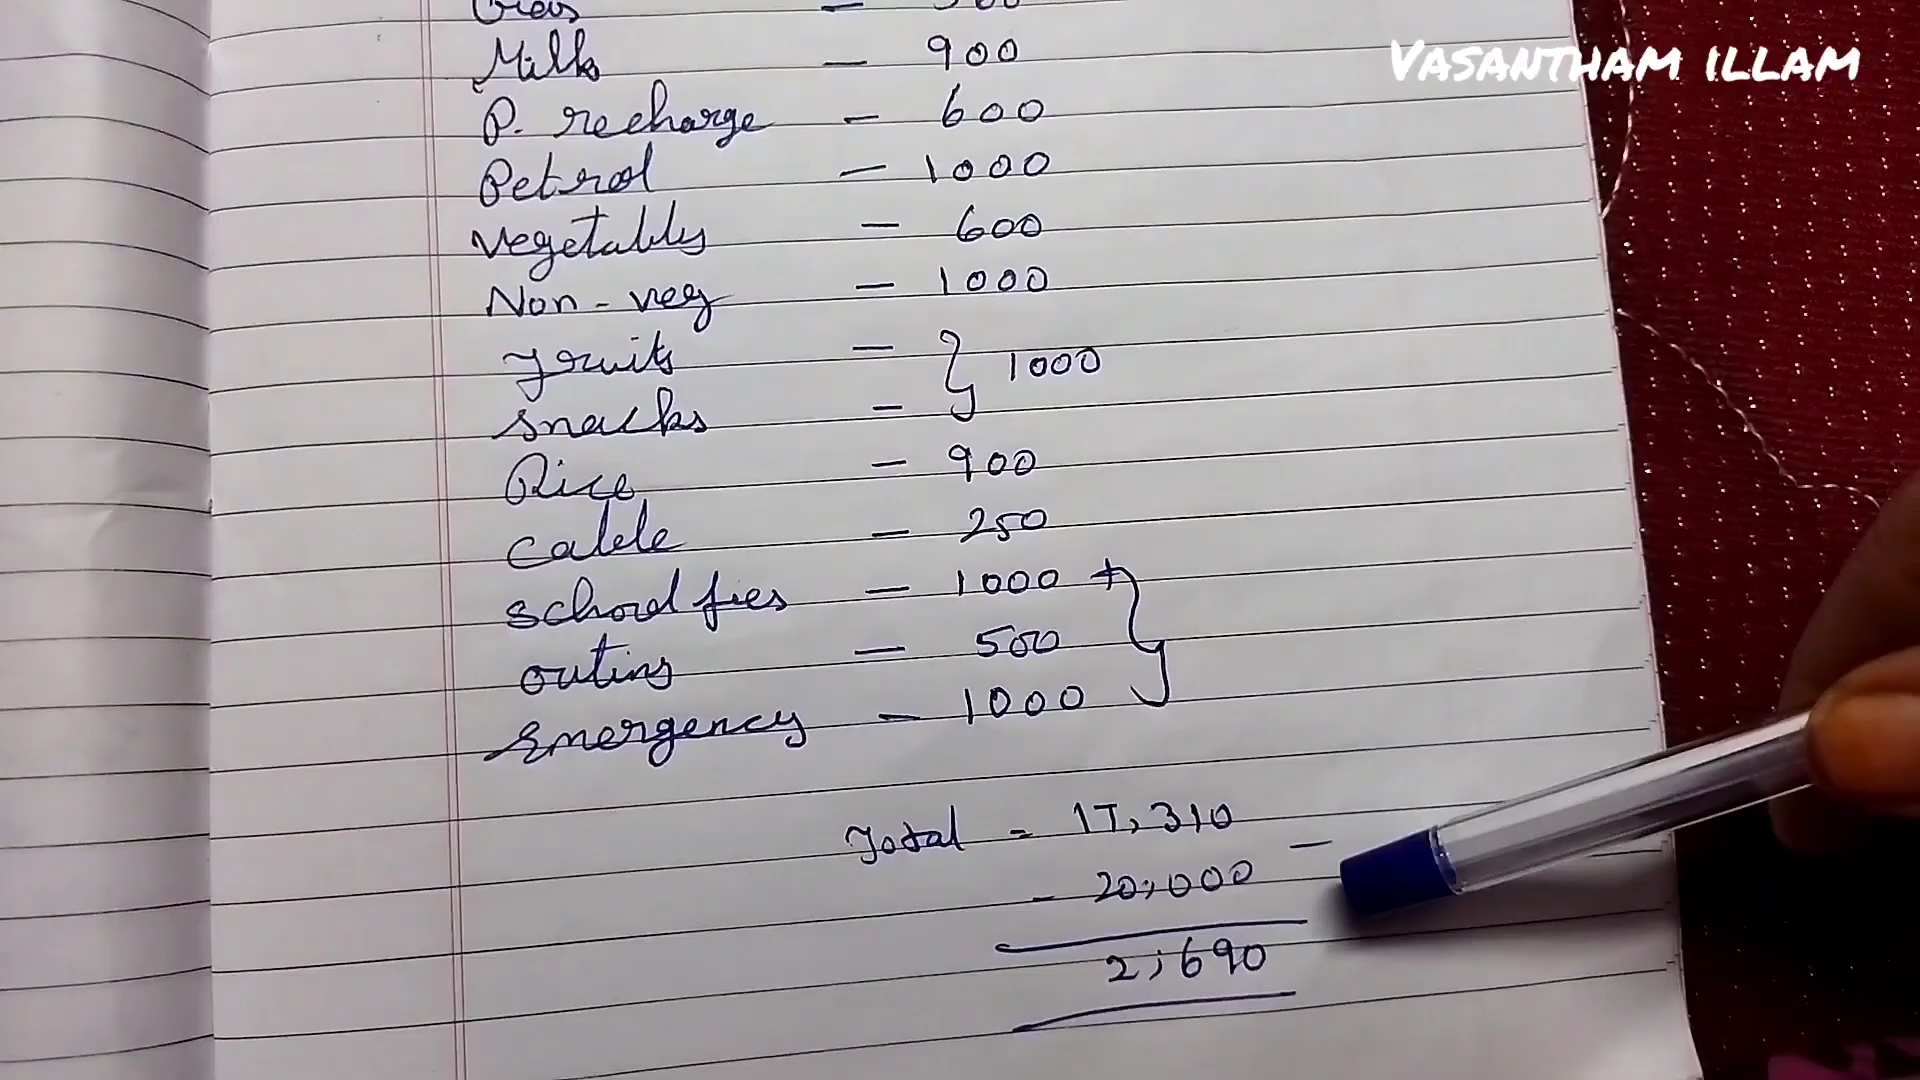 VASANTHAM ILLAM
Milk - 900
P. recharge - 600
Petrol - 1000
vegetably - 600
Non-veg - 1000
fruits -
snacks - } 1000
Rice - 900
cable - 250
school fees - 1000 +
outing - 500
Emergency - 1000 }
Total = 17,310 -
- 20,000
2,690